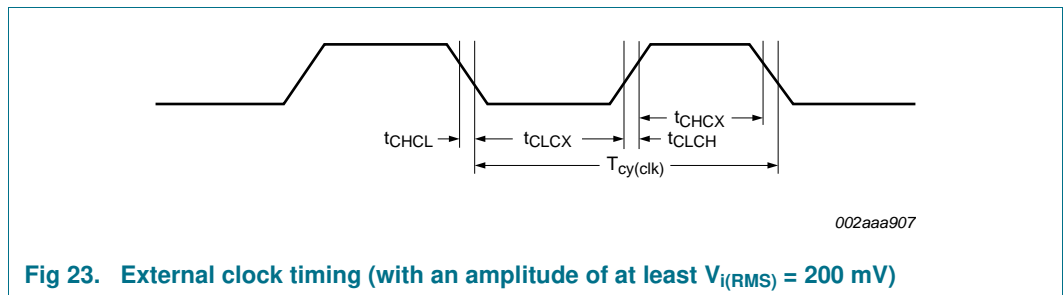 tCHCX
tCHCL tCLCX tCLCH
Tcy(clk)
002aaa907
Fig 23. External clock timing (with an amplitude of at least Vi(RMS) = 200 mV)